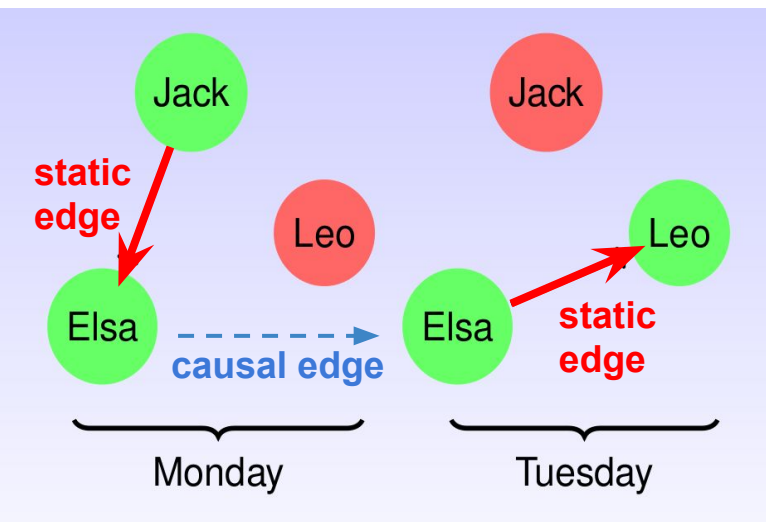 Jack
Jack
static
edge
Leo
Leo
Elsa
Elsa
static
edge
causal edge
Monday
Tuesday